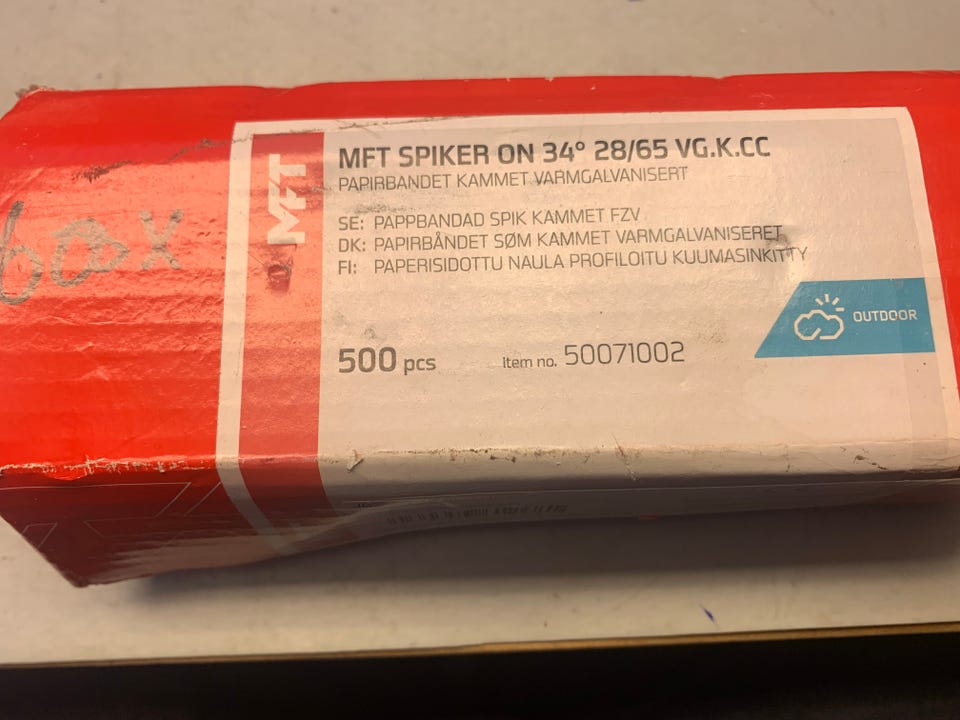 MFT SPIKER ON 34° 28/65 VG.K.CC
PAPIRBANDET KAMMET VARMGALVANISERT
SE: PAPPBANDAD SPIK KAMMET FZV
DK: PAPIRBÅNDET SØM KAMMET VARMGALVANISERET
FI: PAPERISIDOTTU NAULA PROFILOITU KUUMASINKITTY
OUTDOOR
500 pcs Item no. 50071002
MFT
box